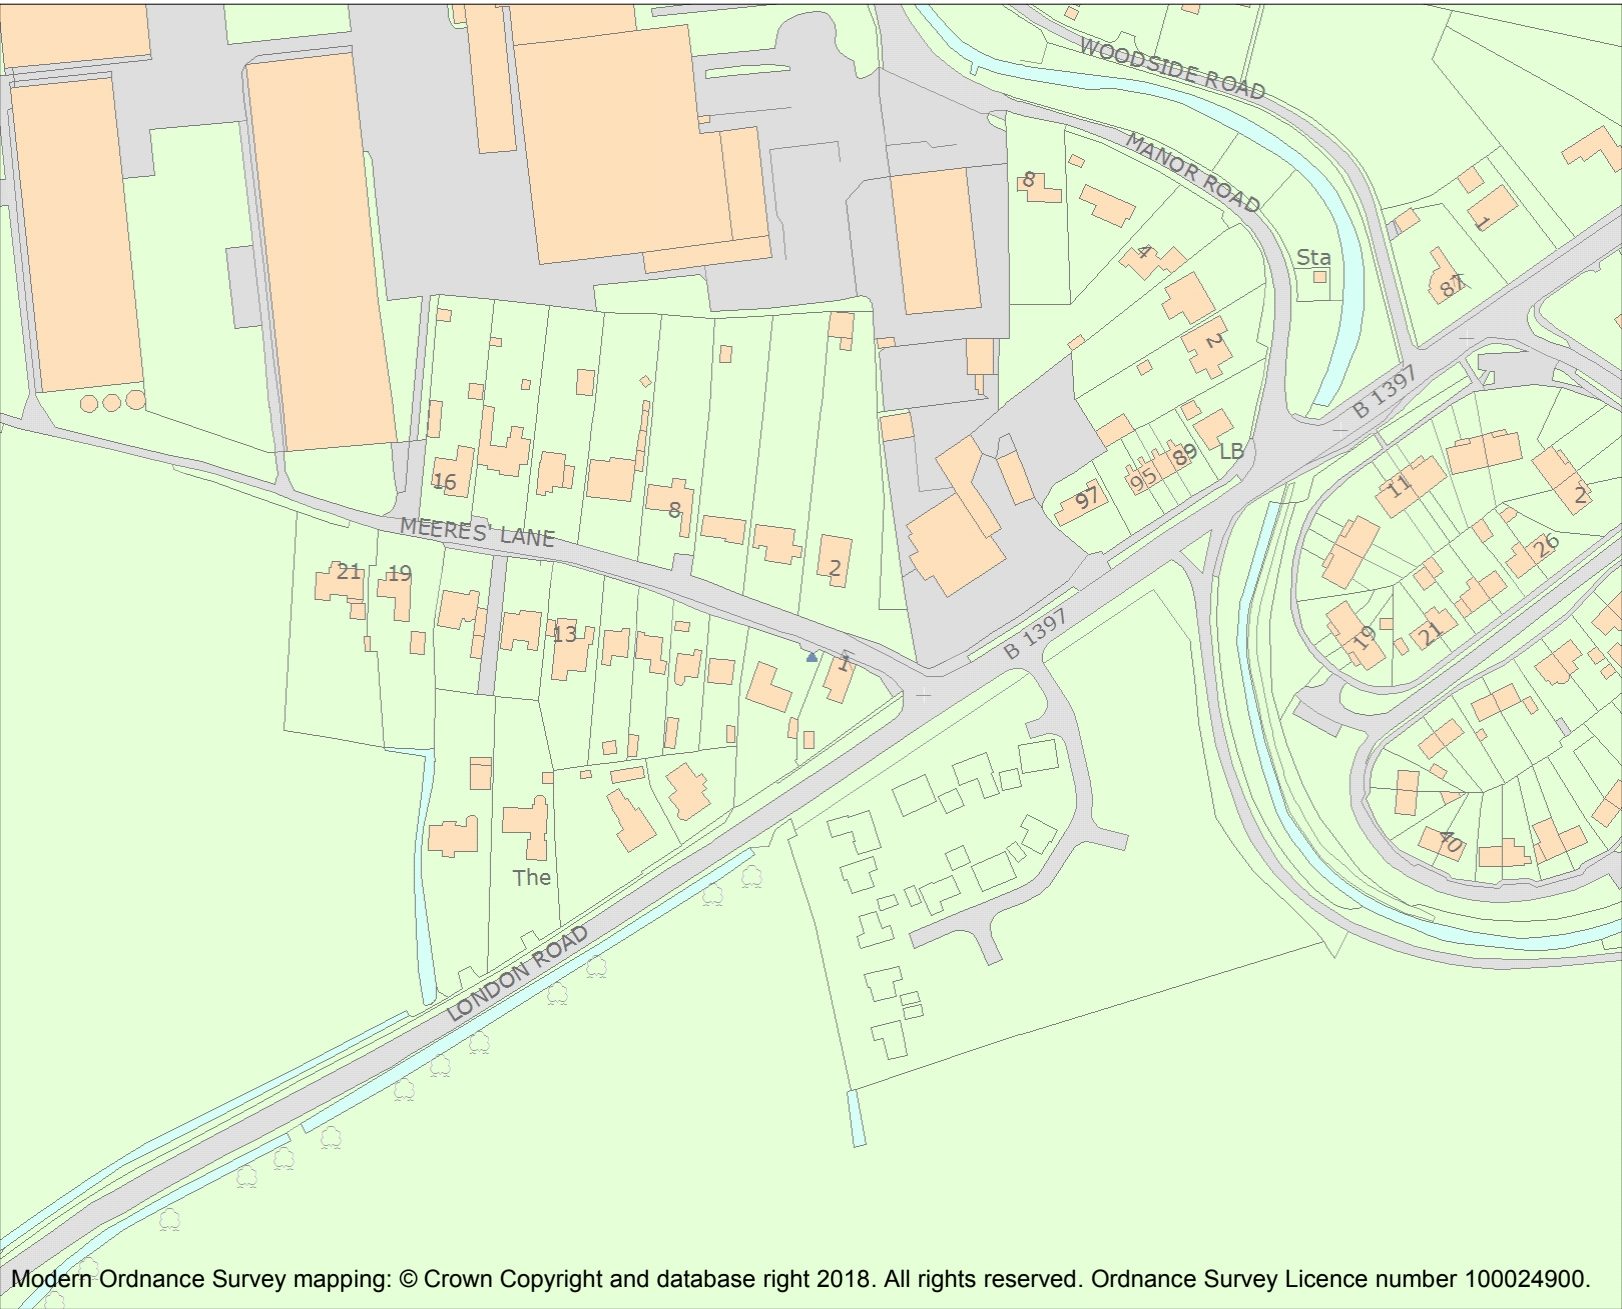 WOODSIDE ROAD
MANOR ROAD
8
1
4
Sta
87
2
B 1397
16
89
LB
95
97
11
2
8
MEERES' LANE
26
2
21
19
13
1
B 1397
19
21
40
The
LONDON ROAD
Modern Ordnance Survey mapping: © Crown Copyright and database right 2018. All rights reserved. Ordnance Survey Licence number 100024900.